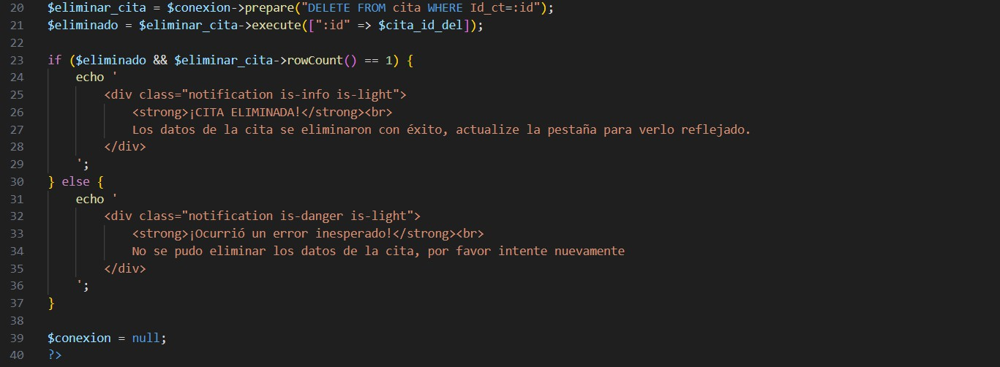 20 $eliminar_cita = $conexion->prepare("DELETE FROM cita WHERE Id_ct=:id");
21 $eliminado = $eliminar_cita->execute([":id" => $cita_id_del]);
22
23 if ($eliminado && $eliminar_cita->rowCount() == 1) {
24     echo '
25         <div class="notification is-info is-light">
26             <strong>¡CITA ELIMINADA!</strong><br>
27             Los datos de la cita se eliminaron con éxito, actualize la pestaña para verlo reflejado.
28         </div>
29     ';
30 } else {
31     echo '
32         <div class="notification is-danger is-light">
33             <strong>¡Ocurrió un error inesperado!</strong><br>
34             No se pudo eliminar los datos de la cita, por favor intente nuevamente
35         </div>
36     ';
37 }
38
39 $conexion = null;
40 ?>